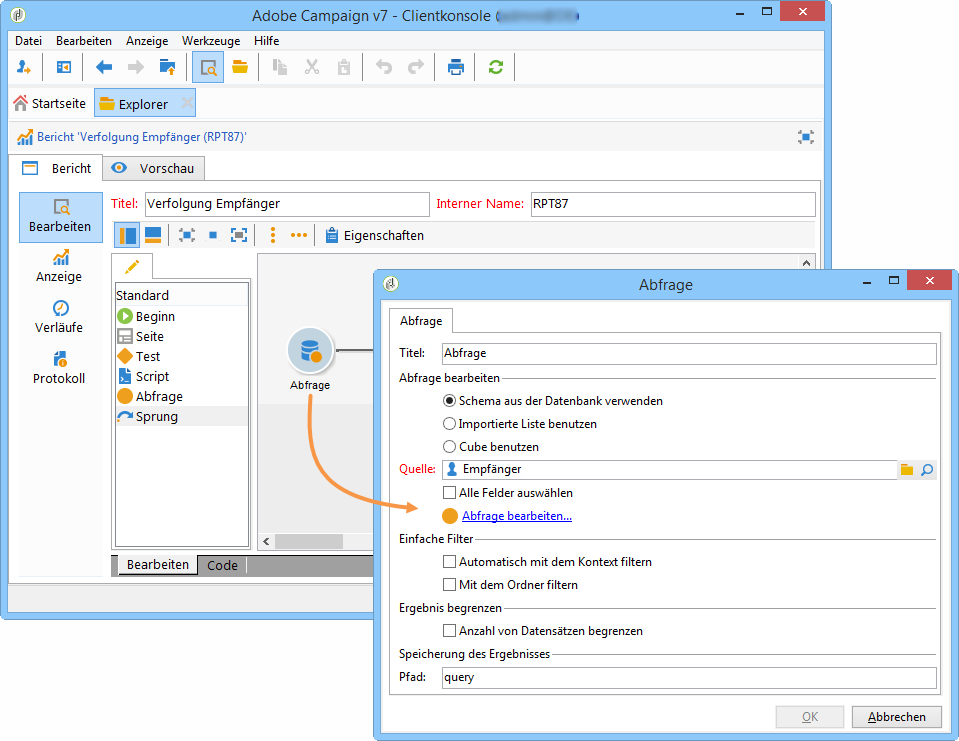 Adobe Campaign v7 - Clientkonsole (
Datei Bearbeiten Anzeige Werkzeuge Hilfe
Startseite Explorer
Bericht 'Verfolgung Empfänger (RPT87)'
Bericht Vorschau
Titel: Verfolgung Empfänger Interner Name: RPT87
Bearbeiten
Anzeige
Verläufe
Protokoll
Eigenschaften
Standard
Beginn
Seite
Test
Script
Abfrage
Sprung
Abfrage
Bearbeiten Code
Abfrage
Abfrage
Titel: Abfrage
Abfrage bearbeiten
Schema aus der Datenbank verwenden
Importierte Liste benutzen
Cube benutzen
Quelle: Empfänger
Alle Felder auswählen
Abfrage bearbeiten...
Einfache Filter
Automatisch mit dem Kontext filtern
Mit dem Ordner filtern
Ergebnis begrenzen
Anzahl von Datensätzen begrenzen
Speicherung des Ergebnisses
Pfad: query
OK Abbrechen